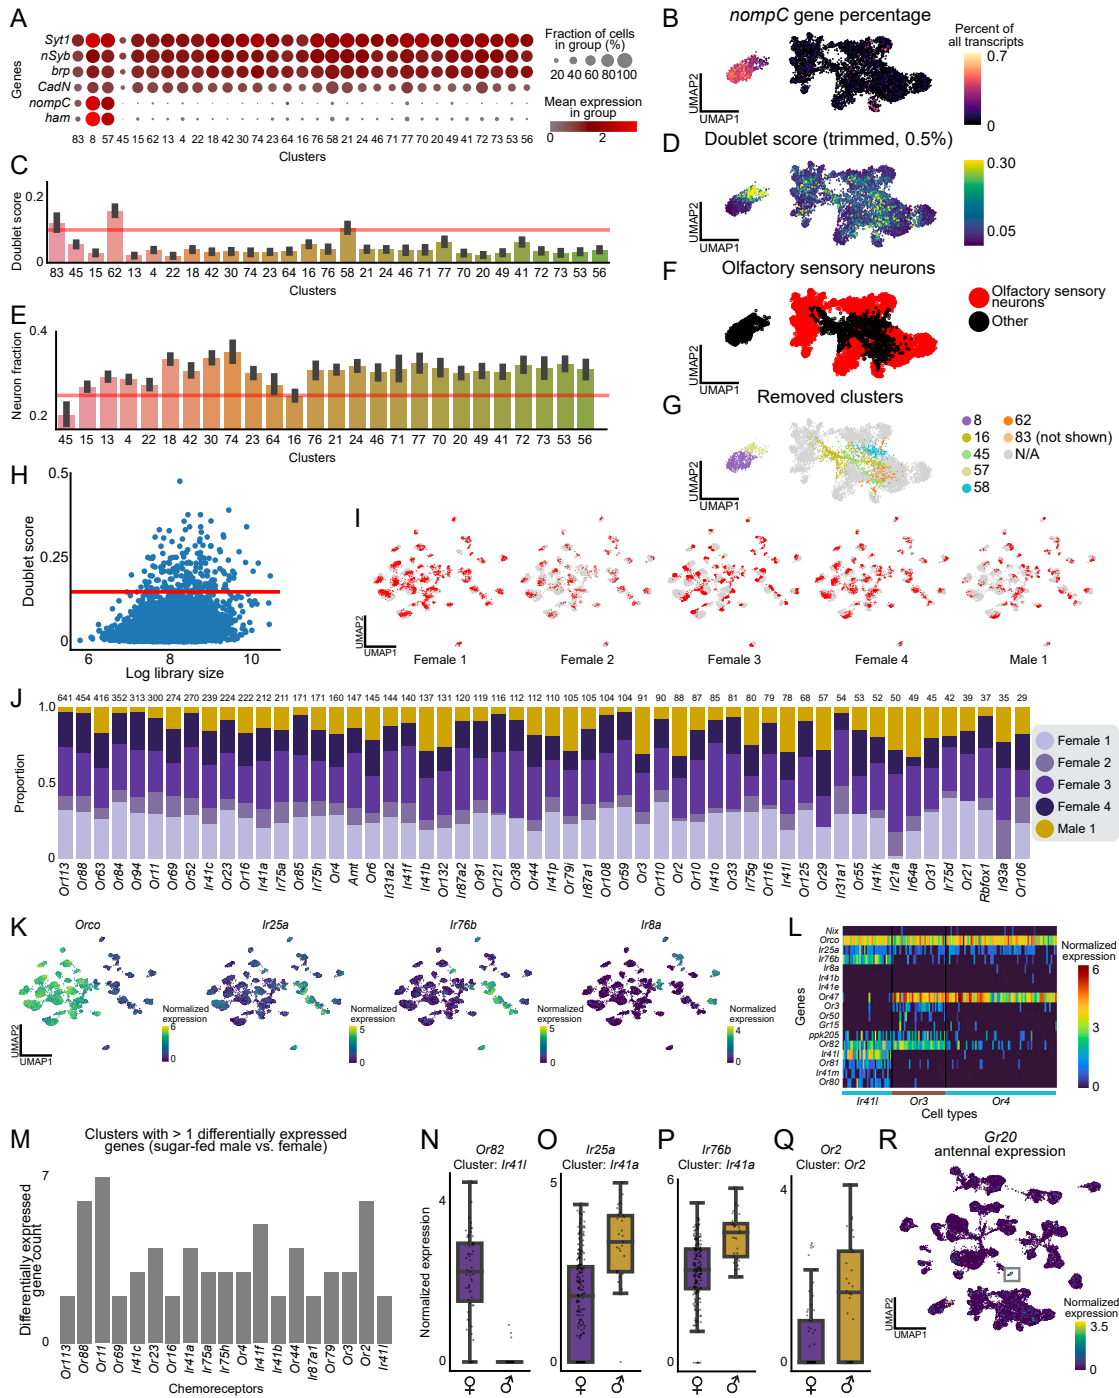 A
Genes
Syt1
nSyb
brp
CadN
nompC
ham
83 8 57 45 15 62 13 4 22 18 42 30 74 23 64 16 76 58 21 24 46 71 77 70 20 49 41 72 73 53 56
Clusters
Fraction of cells
in group (%)
20 40 60 80 100
Mean expression
in group
0 2
B
nompC gene percentage
Percent of
all transcripts
0.7
0
UMAP2
UMAP1
C
Doublet score
0.2
0
83 45 15 62 13 4 22 18 42 30 74 23 64 16 76 58 21 24 46 71 77 70 20 49 41 72 73 53 56
Clusters
D
Doublet score (trimmed, 0.5%)
0.30
0.05
UMAP2
UMAP1
E
Neuron fraction
0.4
0.2
45 15 13 4 22 18 42 30 74 23 64 16 76 21 24 46 71 77 70 20 49 41 72 73 53 56
Clusters
F
Olfactory sensory neurons
Olfactory sensory
neurons
Other
UMAP2
UMAP1
G
Removed clusters
8
16
45
57
58
62
83 (not shown)
N/A
UMAP2
UMAP1
H
Doublet score
0.5
0.25
0
6 8 10
Log library size
I
UMAP2
UMAP1
Female 1
Female 2
Female 3
Female 4
Male 1
J
641 454 416 352 313 300 274 270 239 224 222 212 211 171 171 160 147 145 144 140 137 131 120 119 116 112 112 110 105 105 104 104 91 90 88 87 85 81 80 79 78 68 57 54 53 52 50 49 45 42 39 37 35 29
Proportion
1.0
0.5
0
Or113 Or88 Or63 Or84 Or94 Or11 Or69 Or52 Ir41c Or23 Or16 Ir41a Ir75a Or85 Ir75h Or4 Amt Or6 Ir31a2 Ir41f Ir41b Or132 Ir87a2 Or91 Or121 Or38 Or44 Ir41p Or79i Ir87a1 Or108 Or59 Or3 Or110 Or2 Or10 Ir41o Or33 Ir75g Or116 Ir41l Or125 Or29 Ir31a1 Or55 Ir41k Ir21a Ir64a Or31 Ir75d Or21 Rbfox1 Ir93a Or106
Female 1
Female 2
Female 3
Female 4
Male 1
K
Orco
Ir25a
Ir76b
Ir8a
UMAP2
UMAP1
Normalized
expression
6
0
Normalized
expression
5
0
Normalized
expression
5
0
Normalized
expression
4
0
L
Genes
Nix
Orco
Ir25a
Ir76b
Ir8a
Ir41b
Ir41e
Or47
Or3
Or50
Gr15
ppk205
Or82
Ir41l
Or81
Ir41m
Or80
Ir41l Or3 Or4
Cell types
Normalized
expression
6
3
0
M
Clusters with > 1 differentially expressed
genes (sugar-fed male vs. female)
Differentially expressed
gene count
7
0
Or113 Or88 Or11 Or69 Ir41c Or23 Or16 Ir41a Ir75a Ir75h Or4 Ir41f Ir41b Or44 Ir87a1 Or79 Or3 Or2 Ir41l
Chemoreceptors
N
Or82
Cluster: Ir41l
Normalized expression
4
0
♀ ♂
O
Ir25a
Cluster: Ir41a
5
0
♀ ♂
P
Ir76b
Cluster: Ir41a
6
0
♀ ♂
Q
Or2
Cluster: Or2
4
0
♀ ♂
R
Gr20
antennal expression
UMAP2
UMAP1
Normalized
expression
3.5
0